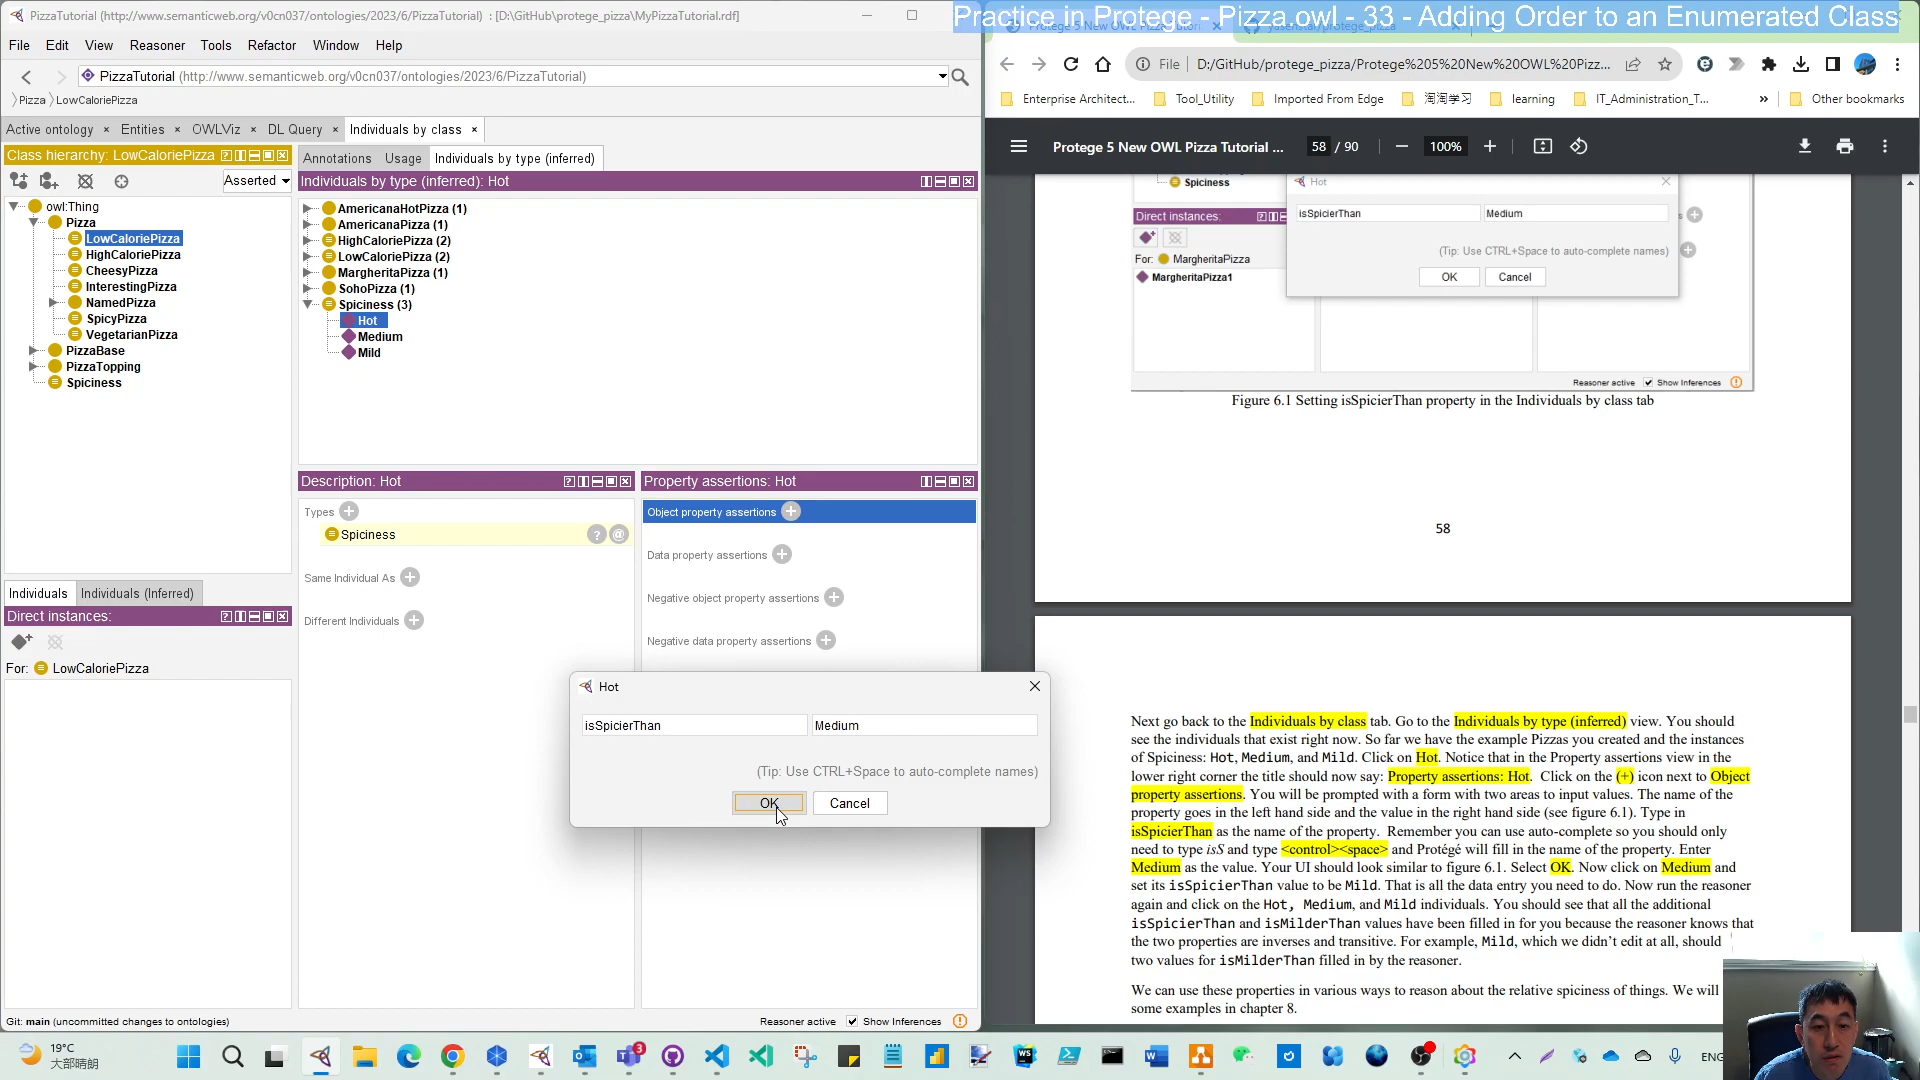 PizzaTutorial (http://www.semanticweb.org/v0cn037/ontologies/2023/6/PizzaTutorial) : [D:\GitHub\protege_pizza\MyPizzaTutorial.rdf]
Practice in Protege - Pizza.owl - 33 - Adding Order to an Enumerated Class
File Edit View Reasoner Tools Refactor Window Help
PizzaTutorial (http://www.semanticweb.org/v0cn037/ontologies/2023/6/PizzaTutorial)
Pizza LowCaloriePizza
Active ontology × Entities × OWLViz × DL Query × Individuals by class ×
Class hierarchy: LowCaloriePizza
Asserted
owl:Thing
Pizza
LowCaloriePizza
HighCaloriePizza
CheesyPizza
InterestingPizza
NamedPizza
SpicyPizza
VegetarianPizza
PizzaBase
PizzaTopping
Spiciness
Annotations Usage Individuals by type (inferred)
Individuals by type (inferred): Hot
AmericanaHotPizza (1)
AmericanaPizza (1)
HighCaloriePizza (2)
LowCaloriePizza (2)
MargheritaPizza (1)
SohoPizza (1)
Spiciness (3)
Hot
Medium
Mild
Individuals Individuals (Inferred)
Direct instances:
For: LowCaloriePizza
Description: Hot
Types
Spiciness
Same Individual As
Different Individuals
Property assertions: Hot
Object property assertions
Data property assertions
Negative object property assertions
Negative data property assertions
Hot
isSpicierThan Medium
(Tip: Use CTRL+Space to auto-complete names)
OK Cancel
Git: main (uncommitted changes to ontologies)
Reasoner active Show Inferences
File D:/GitHub/protege_pizza/Protege%205%20New%20OWL%20Pizz...
Enterprise Architect... Tool_Utility Imported From Edge 淘淘学习 learning IT_Administration_T... » Other bookmarks
Protege 5 New OWL Pizza Tutorial ... 58 / 90 100%
Spiciness
Direct instances:
For: MargheritaPizza
MargheritaPizza1
Hot
isSpicierThan Medium
(Tip: Use CTRL+Space to auto-complete names)
OK Cancel
Reasoner active Show Inferences
Figure 6.1 Setting isSpicierThan property in the Individuals by class tab
58
Next go back to the Individuals by class tab. Go to the Individuals by type (inferred) view. You should
see the individuals that exist right now. So far we have the example Pizzas you created and the instances
of Spiciness: Hot, Medium, and Mild. Click on Hot. Notice that in the Property assertions view in the
lower right corner the title should now say: Property assertions: Hot. Click on the (+) icon next to Object
property assertions. You will be prompted with a form with two areas to input values. The name of the
property goes in the left hand side and the value in the right hand side (see figure 6.1). Type in
isSpicierThan as the name of the property. Remember you can use auto-complete so you should only
need to type isS and type <control><space> and Protégé will fill in the name of the property. Enter
Medium as the value. Your UI should look similar to figure 6.1. Select OK. Now click on Medium and
set its isSpicierThan value to be Mild. That is all the data entry you need to do. Now run the reasoner
again and click on the Hot, Medium, and Mild individuals. You should see that all the additional
isSpicierThan and isMilderThan values have been filled in for you because the reasoner knows that
the two properties are inverses and transitive. For example, Mild, which we didn't edit at all, should
two values for isMilderThan filled in by the reasoner.
We can use these properties in various ways to reason about the relative spiciness of things. We will
some examples in chapter 8.
19°C
大部晴朗
3
WS
ENG